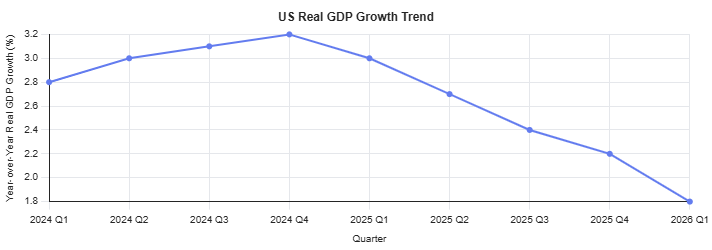 US Real GDP Growth Trend
Year-over-Year Real GDP Growth (%)
3.2
3.0
2.8
2.6
2.4
2.2
2.0
1.8
2024 Q1 2024 Q2 2024 Q3 2024 Q4 2025 Q1 2025 Q2 2025 Q3 2025 Q4 2026 Q1
Quarter